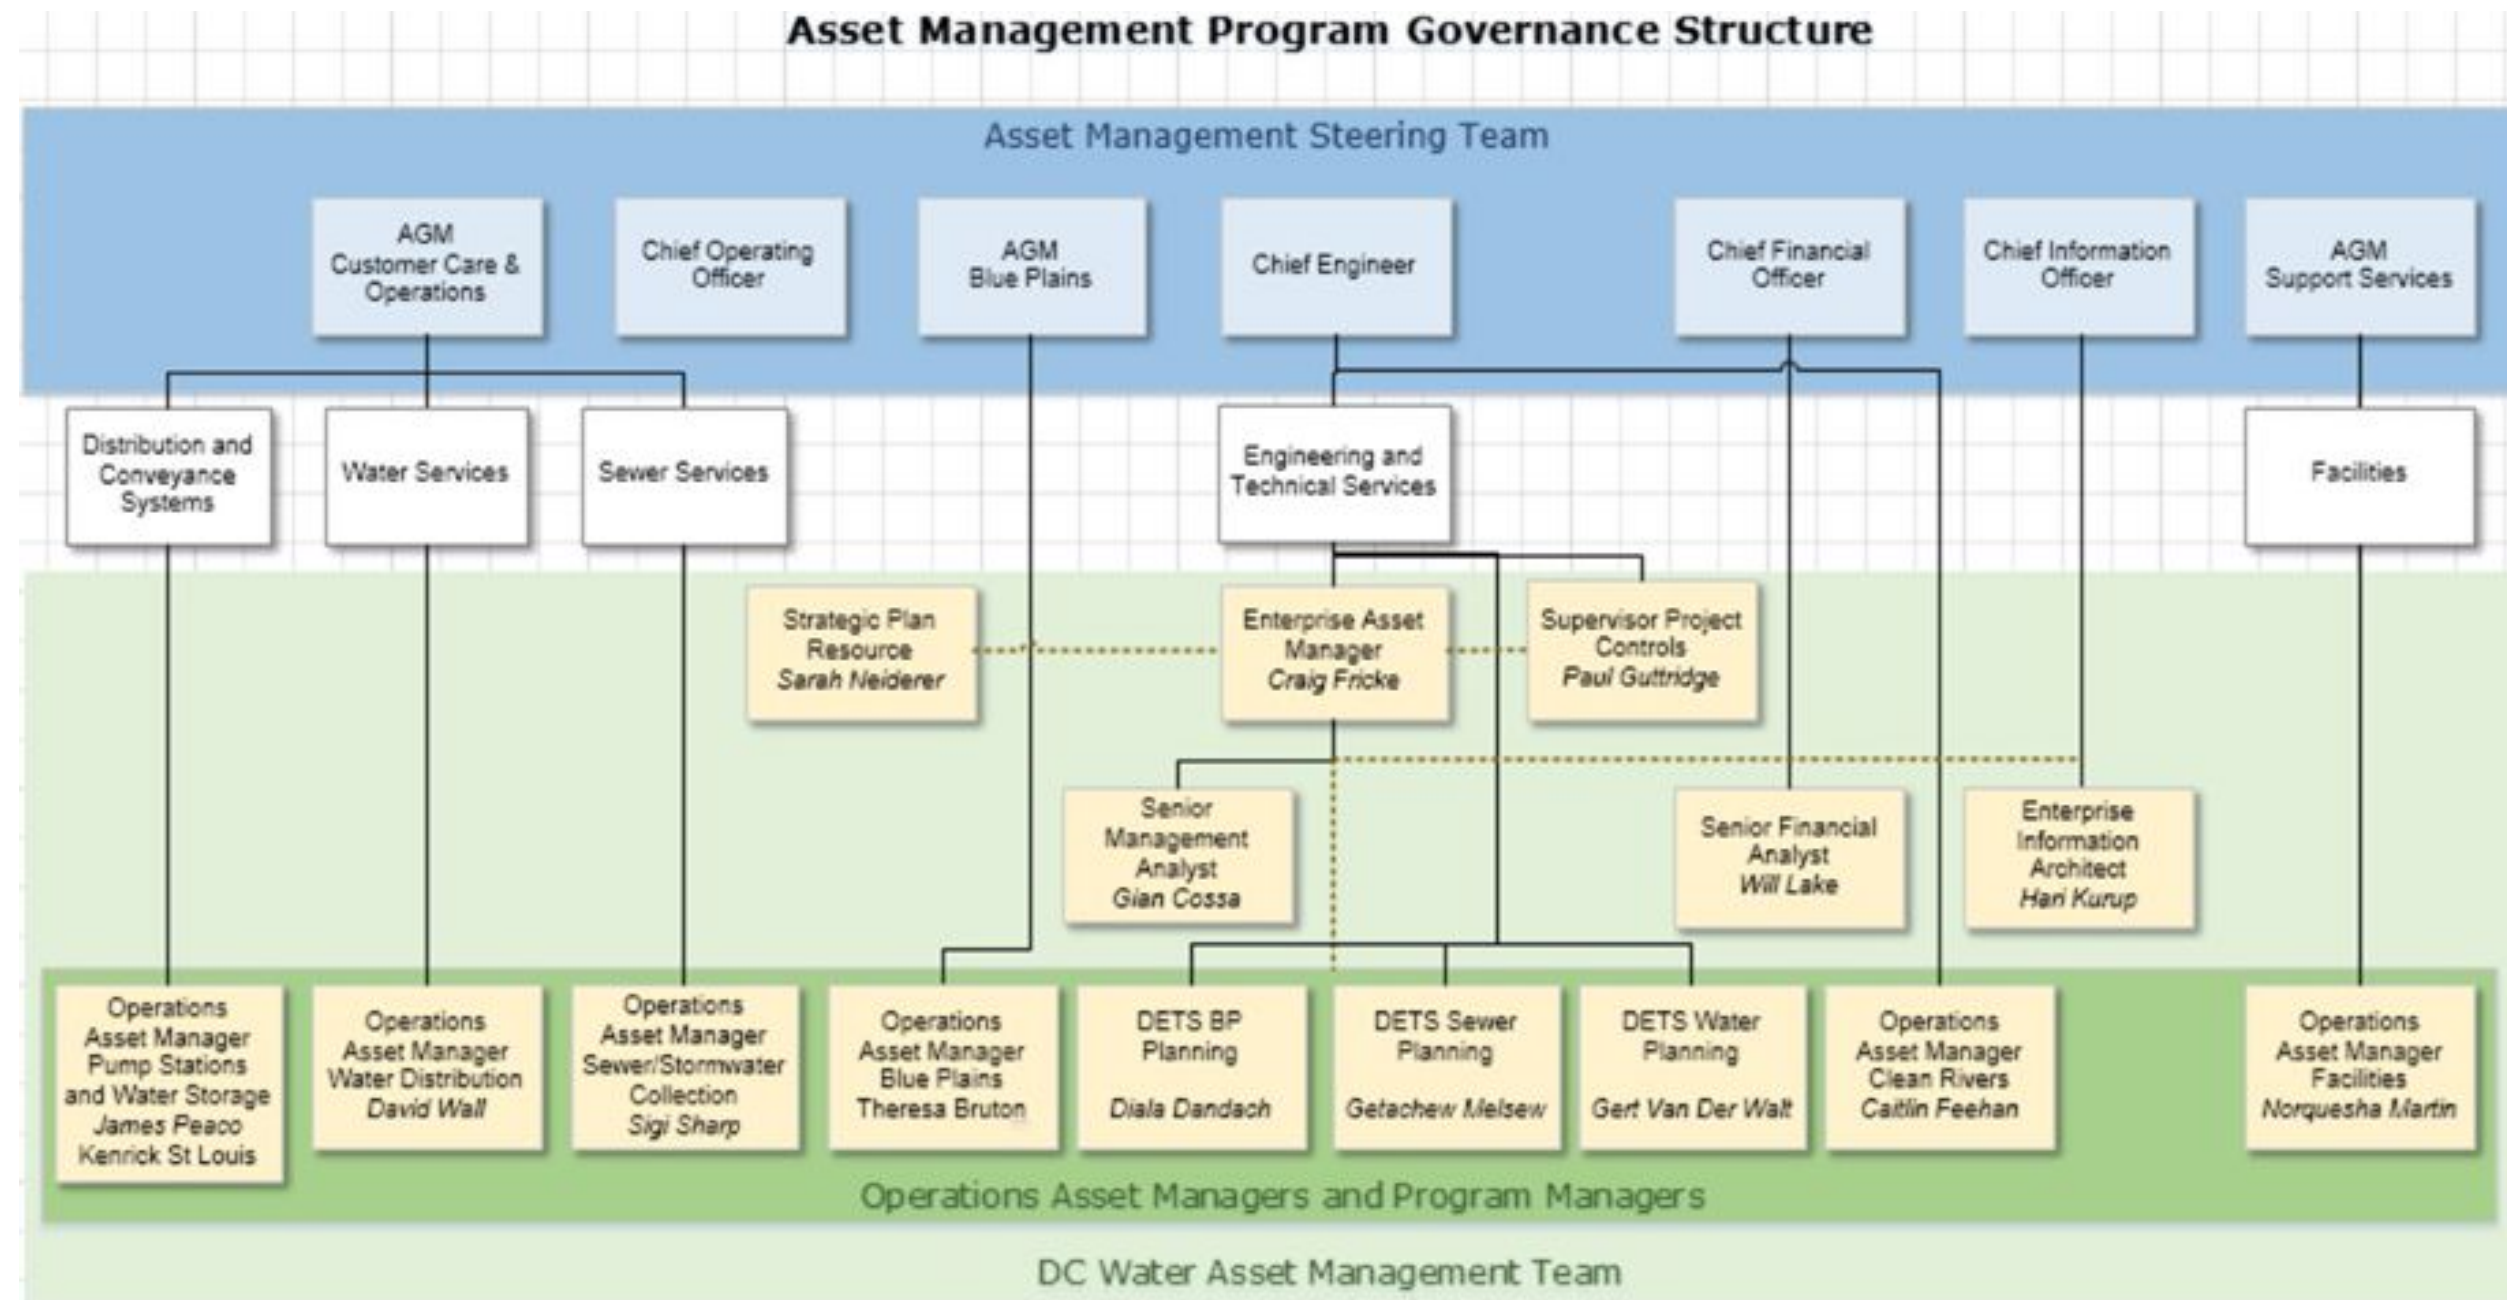 Asset Management Program Governance Structure
Asset Management Steering Team
AGM
Customer Care &
Operations
Chief Operating
Officer
AGM
Blue Plains
Chief Engineer
Chief Financial
Officer
Chief Information
Officer
AGM
Support Services
Distribution and
Conveyance
Systems
Water Services
Sewer Services
Engineering and
Technical Services
Facilities
Strategic Plan
Resource
Sarah Neiderer
Enterprise Asset
Manager
Craig Fricke
Supervisor Project
Controls
Paul Guttridge
Senior
Management
Analyst
Gian Cossa
Senior Financial
Analyst
Will Lake
Enterprise
Information
Architect
Hari Kurup
Operations
Asset Manager
Pump Stations
and Water Storage
James Peaco
Kenrick St Louis
Operations
Asset Manager
Water Distribution
David Wall
Operations
Asset Manager
Sewer/Stormwater
Collection
Sigi Sharp
Operations
Asset Manager
Blue Plains
Theresa Bruton
DETS BP
Planning
Diala Dandach
DETS Sewer
Planning
Getachew Melsew
DETS Water
Planning
Gert Van Der Walt
Operations
Asset Manager
Clean Rivers
Caitlin Feehan
Operations
Asset Manager
Facilities
Norquesha Martin
Operations Asset Managers and Program Managers
DC Water Asset Management Team